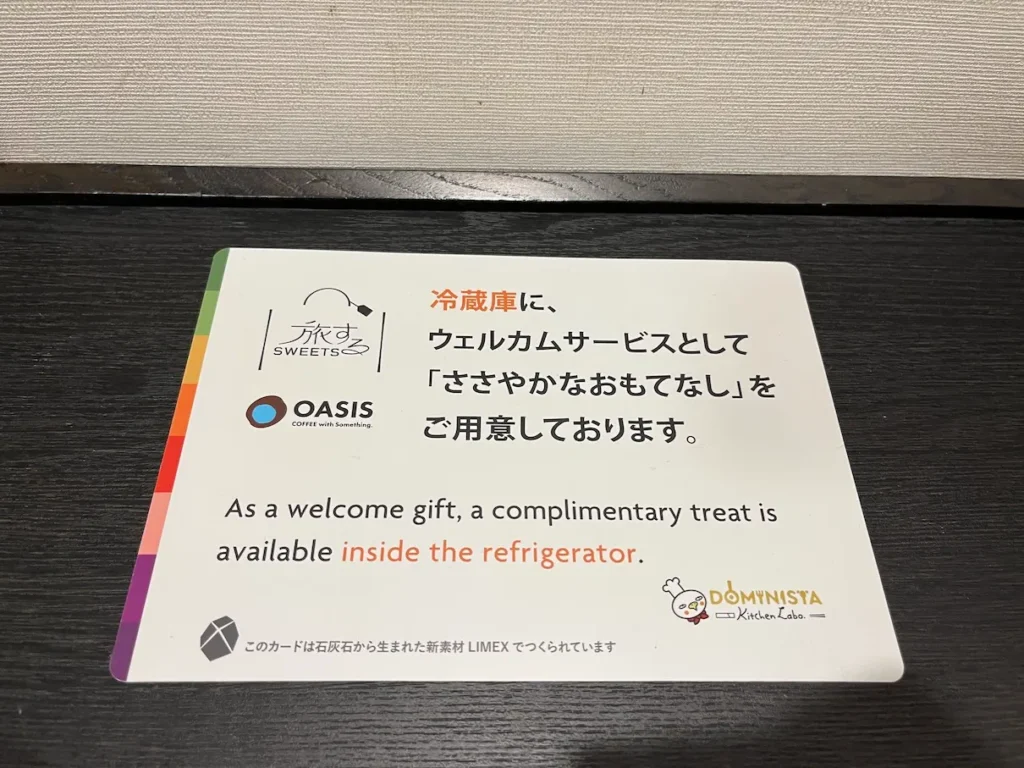 旅する
SWEETS
OASIS
COFFEE with Something.
冷蔵庫に、
ウェルカムサービスとして
「ささやかなおもてなし」を
ご用意しております。
As a welcome gift, a complimentary treat is
available inside the refrigerator.
DOMINISTA
Kitchen Labo.
このカードは石灰石から生まれた新素材 LIMEX でつくられています